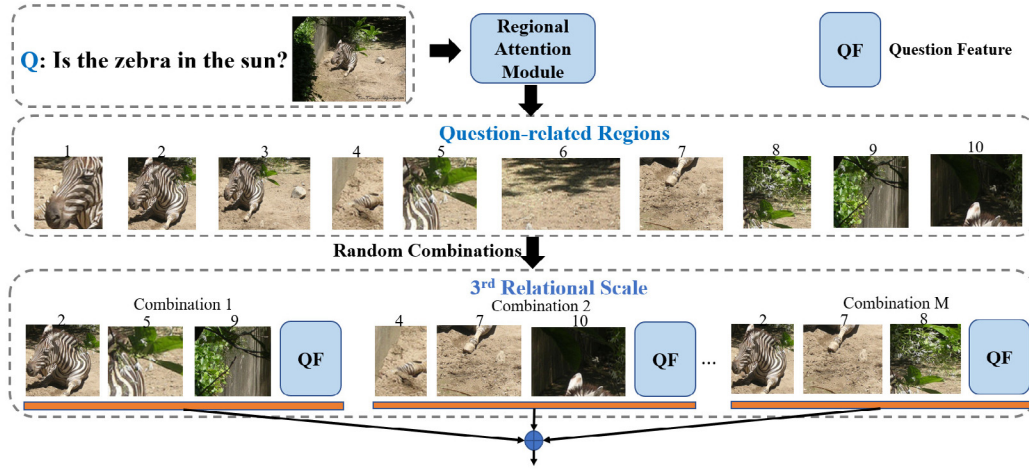 Q: Is the zebra in the sun?
Regional
Attention
Module
QF
Question Feature
Question-related Regions
1 2 3 4 5 6 7 8 9 10
Random Combinations
3rd Relational Scale
Combination 1
2 5 9
QF
Combination 2
4 7 10
QF
...
Combination M
2 7 8
QF